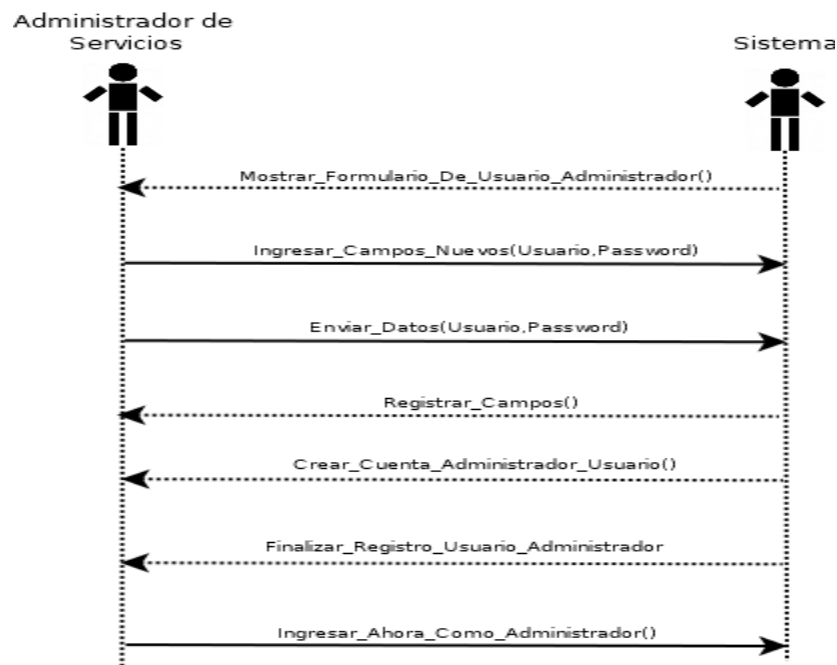 Administrador de
Servicios
Sistema
Mostrar_Formulario_De_Usuario_Administrador()
Ingresar_Campos_Nuevos(Usuario,Password)
Enviar_Datos(Usuario,Password)
Registrar_Campos()
Crear_Cuenta_Administrador_Usuario()
Finalizar_Registro_Usuario_Administrador
Ingresar_Ahora_Como_Administrador()